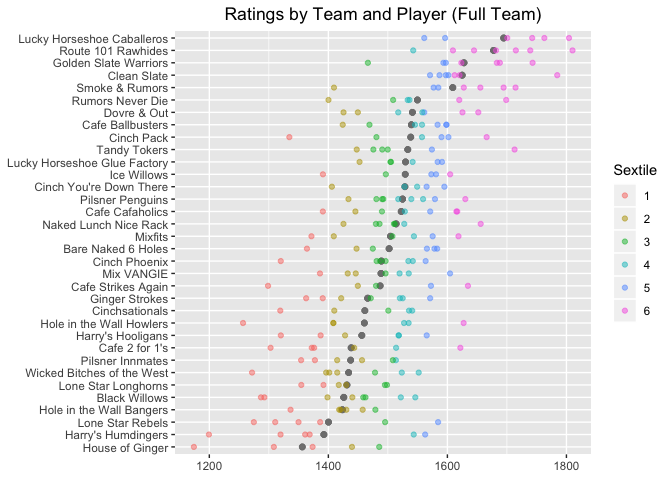 Ratings by Team and Player (Full Team)
Lucky Horseshoe Caballeros
Route 101 Rawhides
Golden Slate Warriors
Clean Slate
Smoke & Rumors
Rumors Never Die
Dovre & Out
Cafe Ballbusters
Cinch Pack
Tandy Tokers
Lucky Horseshoe Glue Factory
Ice Willows
Cinch You're Down There
Pilsner Penguins
Cafe Cafaholics
Naked Lunch Nice Rack
Mixfits
Bare Naked 6 Holes
Cinch Phoenix
Mix VANGIE
Cafe Strikes Again
Ginger Strokes
Cinchsationals
Hole in the Wall Howlers
Harry's Hooligans
Cafe 2 for 1's
Pilsner Innmates
Wicked Bitches of the West
Lone Star Longhorns
Black Willows
Hole in the Wall Bangers
Lone Star Rebels
Harry's Humdingers
House of Ginger
1200 1400 1600 1800
Sextile
1
2
3
4
5
6